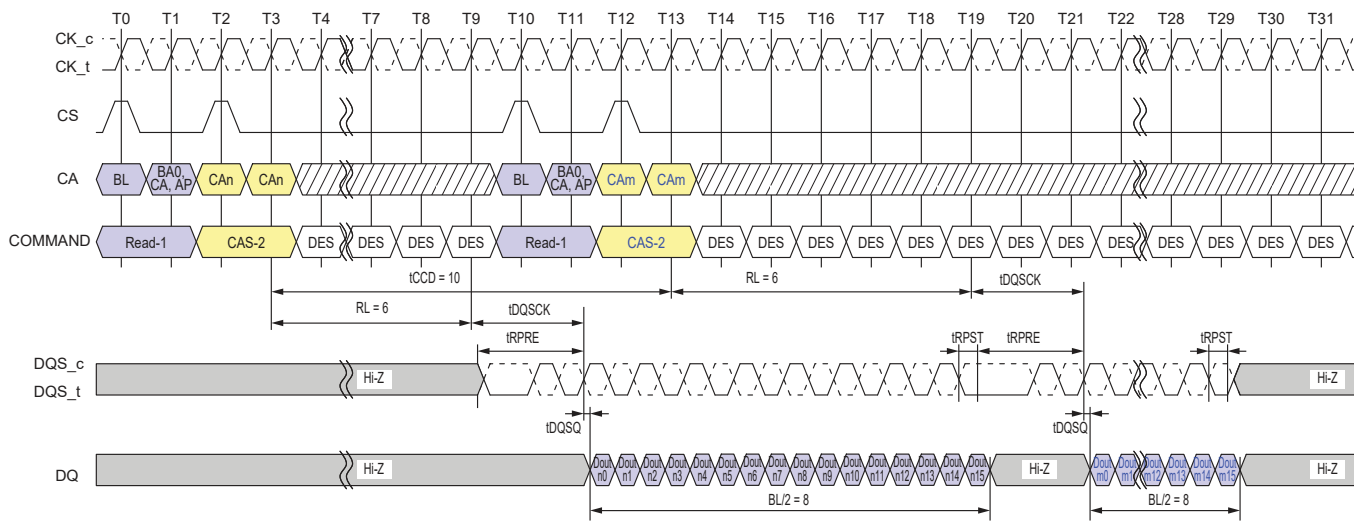 T0 T1 T2 T3 T4 T7 T8 T9 T10 T11 T12 T13 T14 T15 T16 T17 T18 T19 T20 T21 T22 T28 T29 T30 T31
CK_c
CK_t
CS
CA BL BA0, CA, AP CAn CAn BL BA0, CA, AP CAm CAm
COMMAND Read-1 CAS-2 DES DES DES DES Read-1 CAS-2 DES DES DES DES DES DES DES DES DES DES DES DES DES
tCCD = 10 RL = 6 tDQSCK
RL = 6 tDQSCK
tRPRE tRPST tRPRE tRPST
DQS_c
DQS_t Hi-Z Hi-Z
tDQSQ tDQSQ
DQ Hi-Z Dout n0 Dout n1 Dout n2 Dout n3 Dout n4 Dout n5 Dout n6 Dout n7 Dout n8 Dout n9 Dout n10 Dout n11 Dout n12 Dout n13 Dout n14 Dout n15 Hi-Z Dout m0 Dout m1 Dout m12 Dout m13 Dout m14 Dout m15 Hi-Z
BL/2 = 8 BL/2 = 8